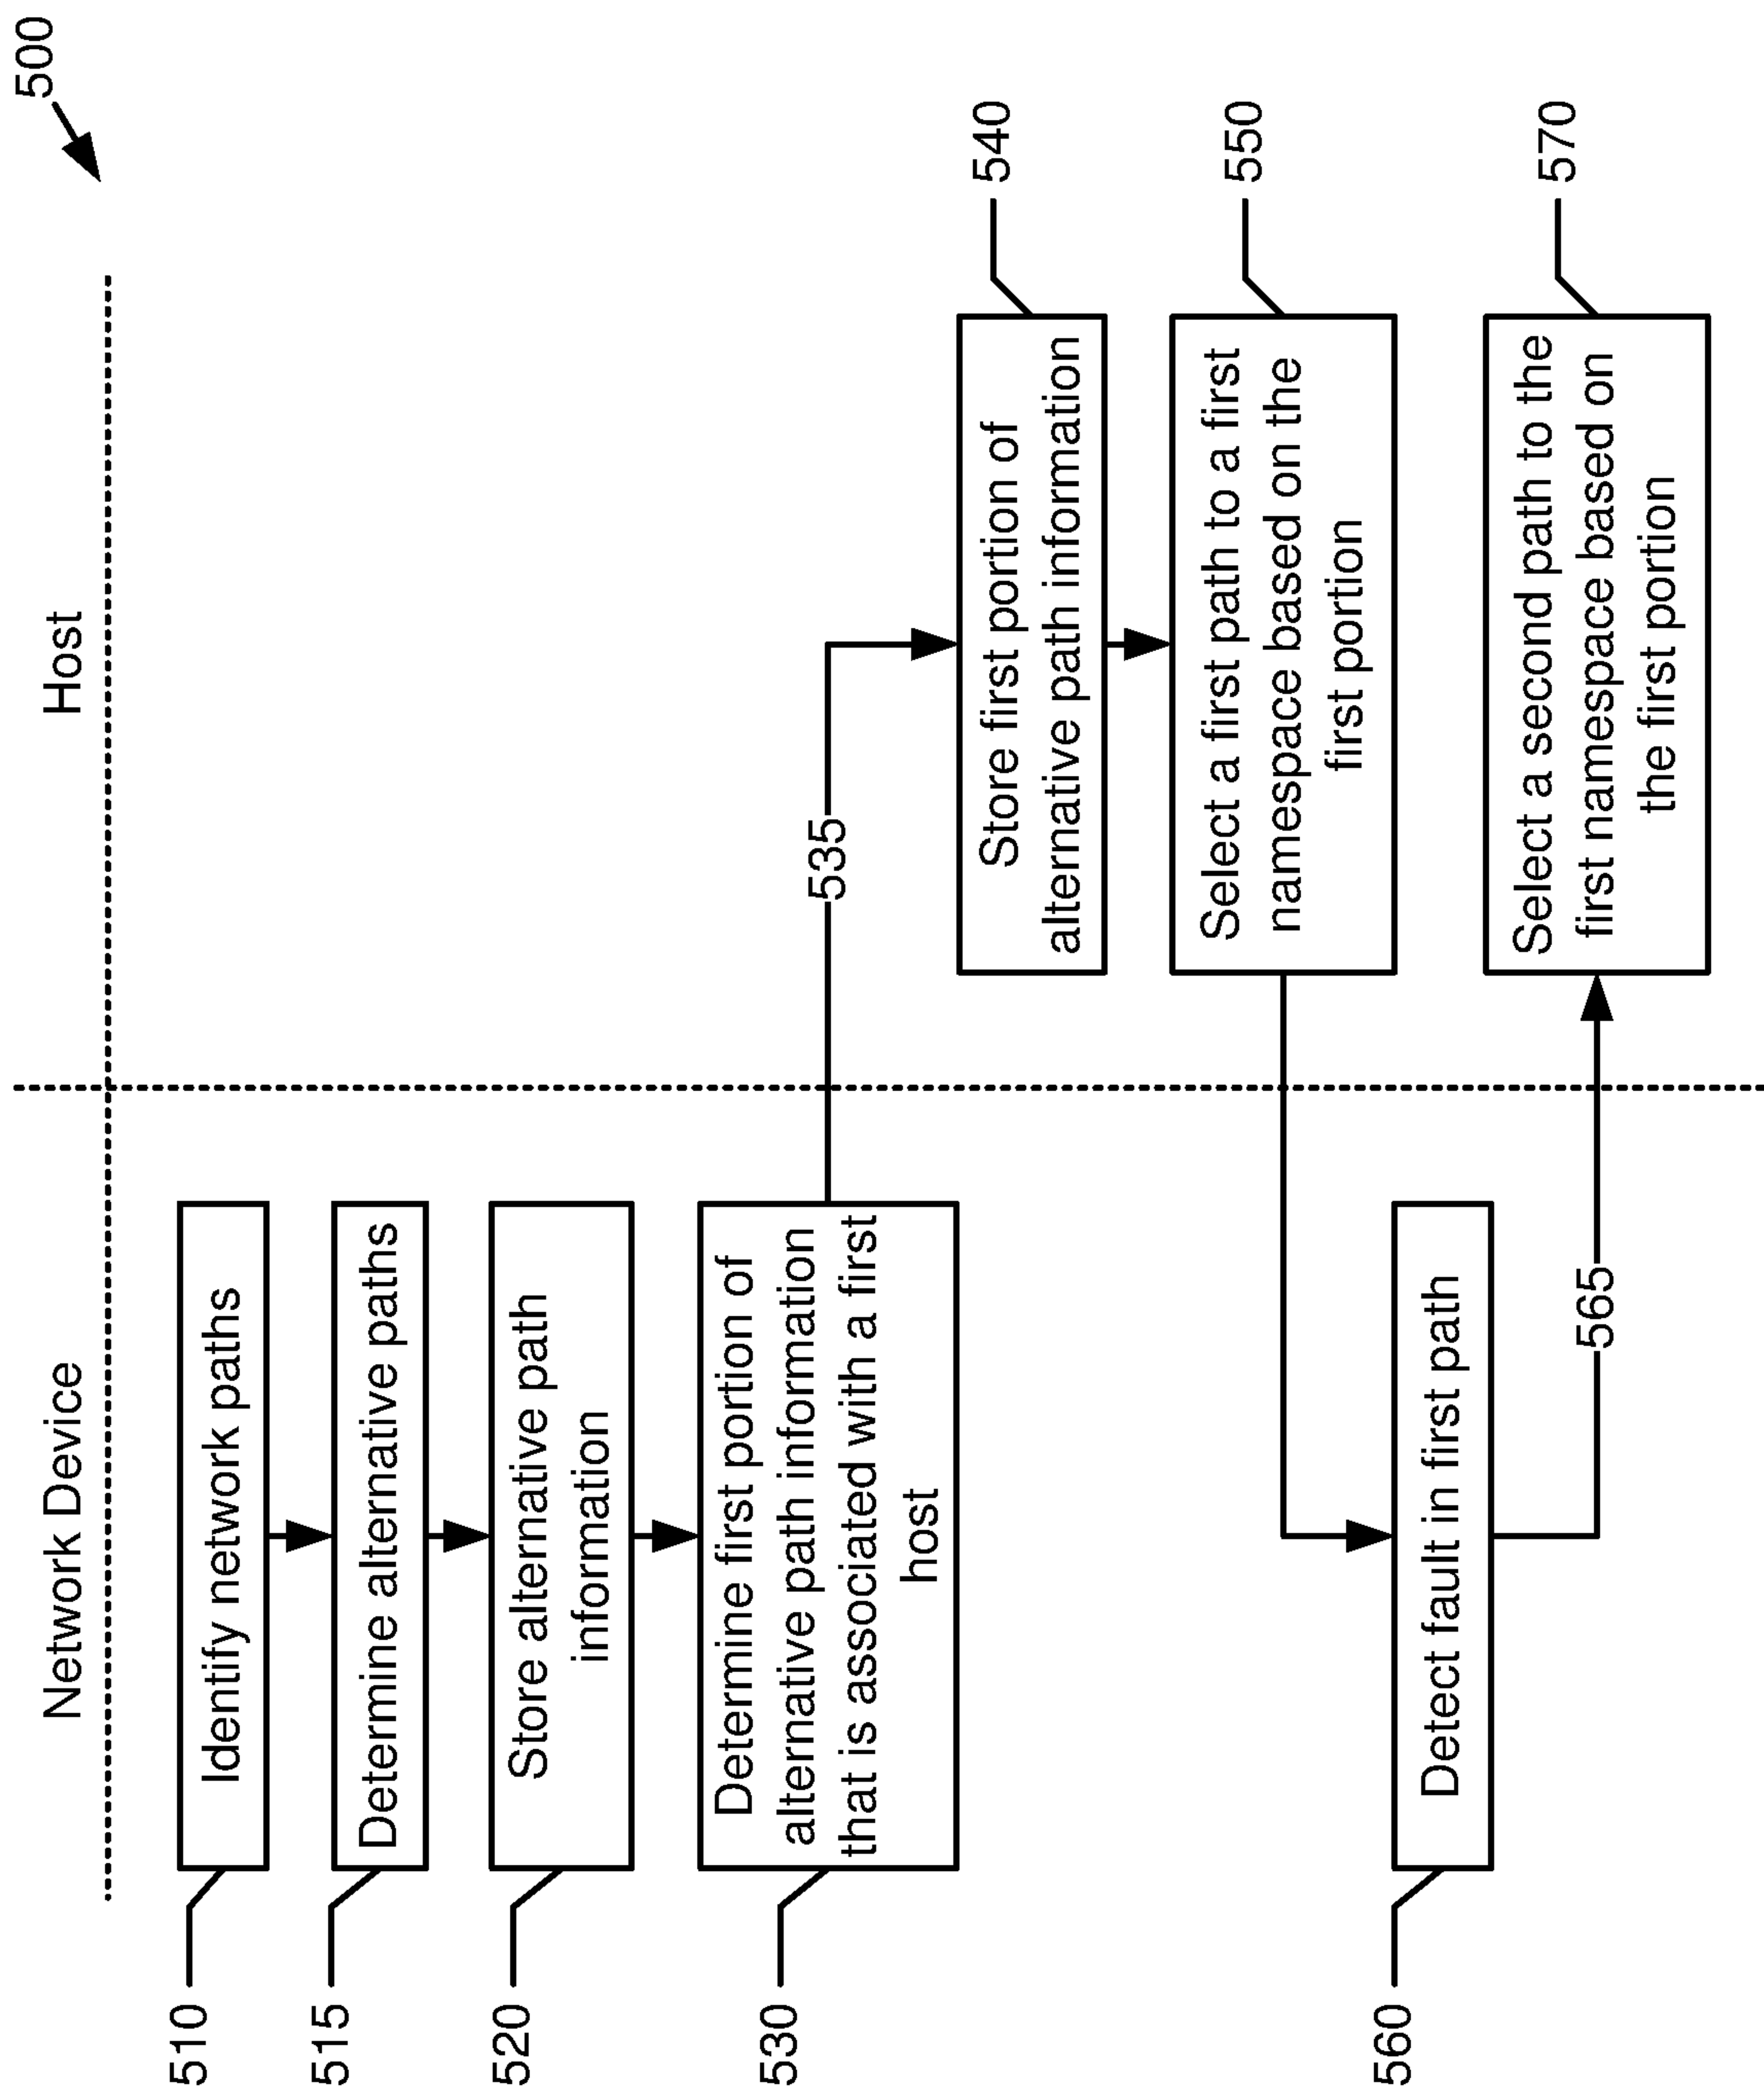 500
Network Device
Host
510
Identify network paths
515
Determine alternative paths
520
Store alternative path
information
530
Determine first portion of
alternative path information
that is associated with a first
host
535
Store first portion of
alternative path information
540
Select a first path to a first
namespace based on the
first portion
550
560
Detect fault in first path
565
Select a second path to the
first namespace based on
the first portion
570